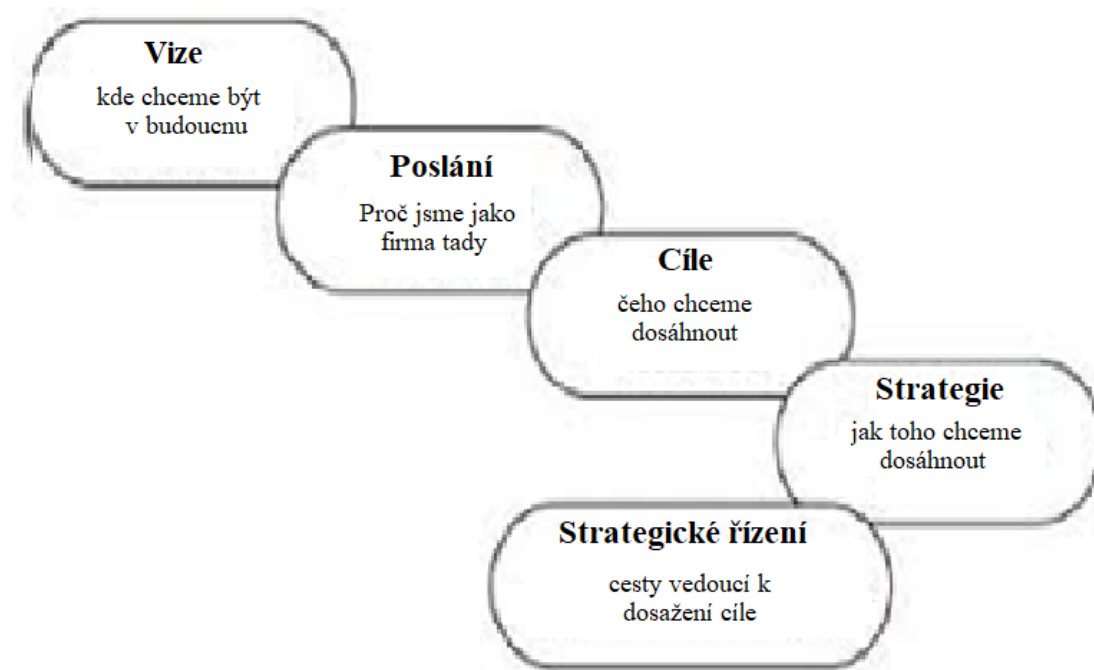 Vize
kde chceme být
v budoucnu
Poslání
Proč jsme jako
firma tady
Cíle
čeho chceme
dosáhnout
Strategie
jak toho chceme
dosáhnout
Strategické řízení
cesty vedoucí k
dosažení cíle